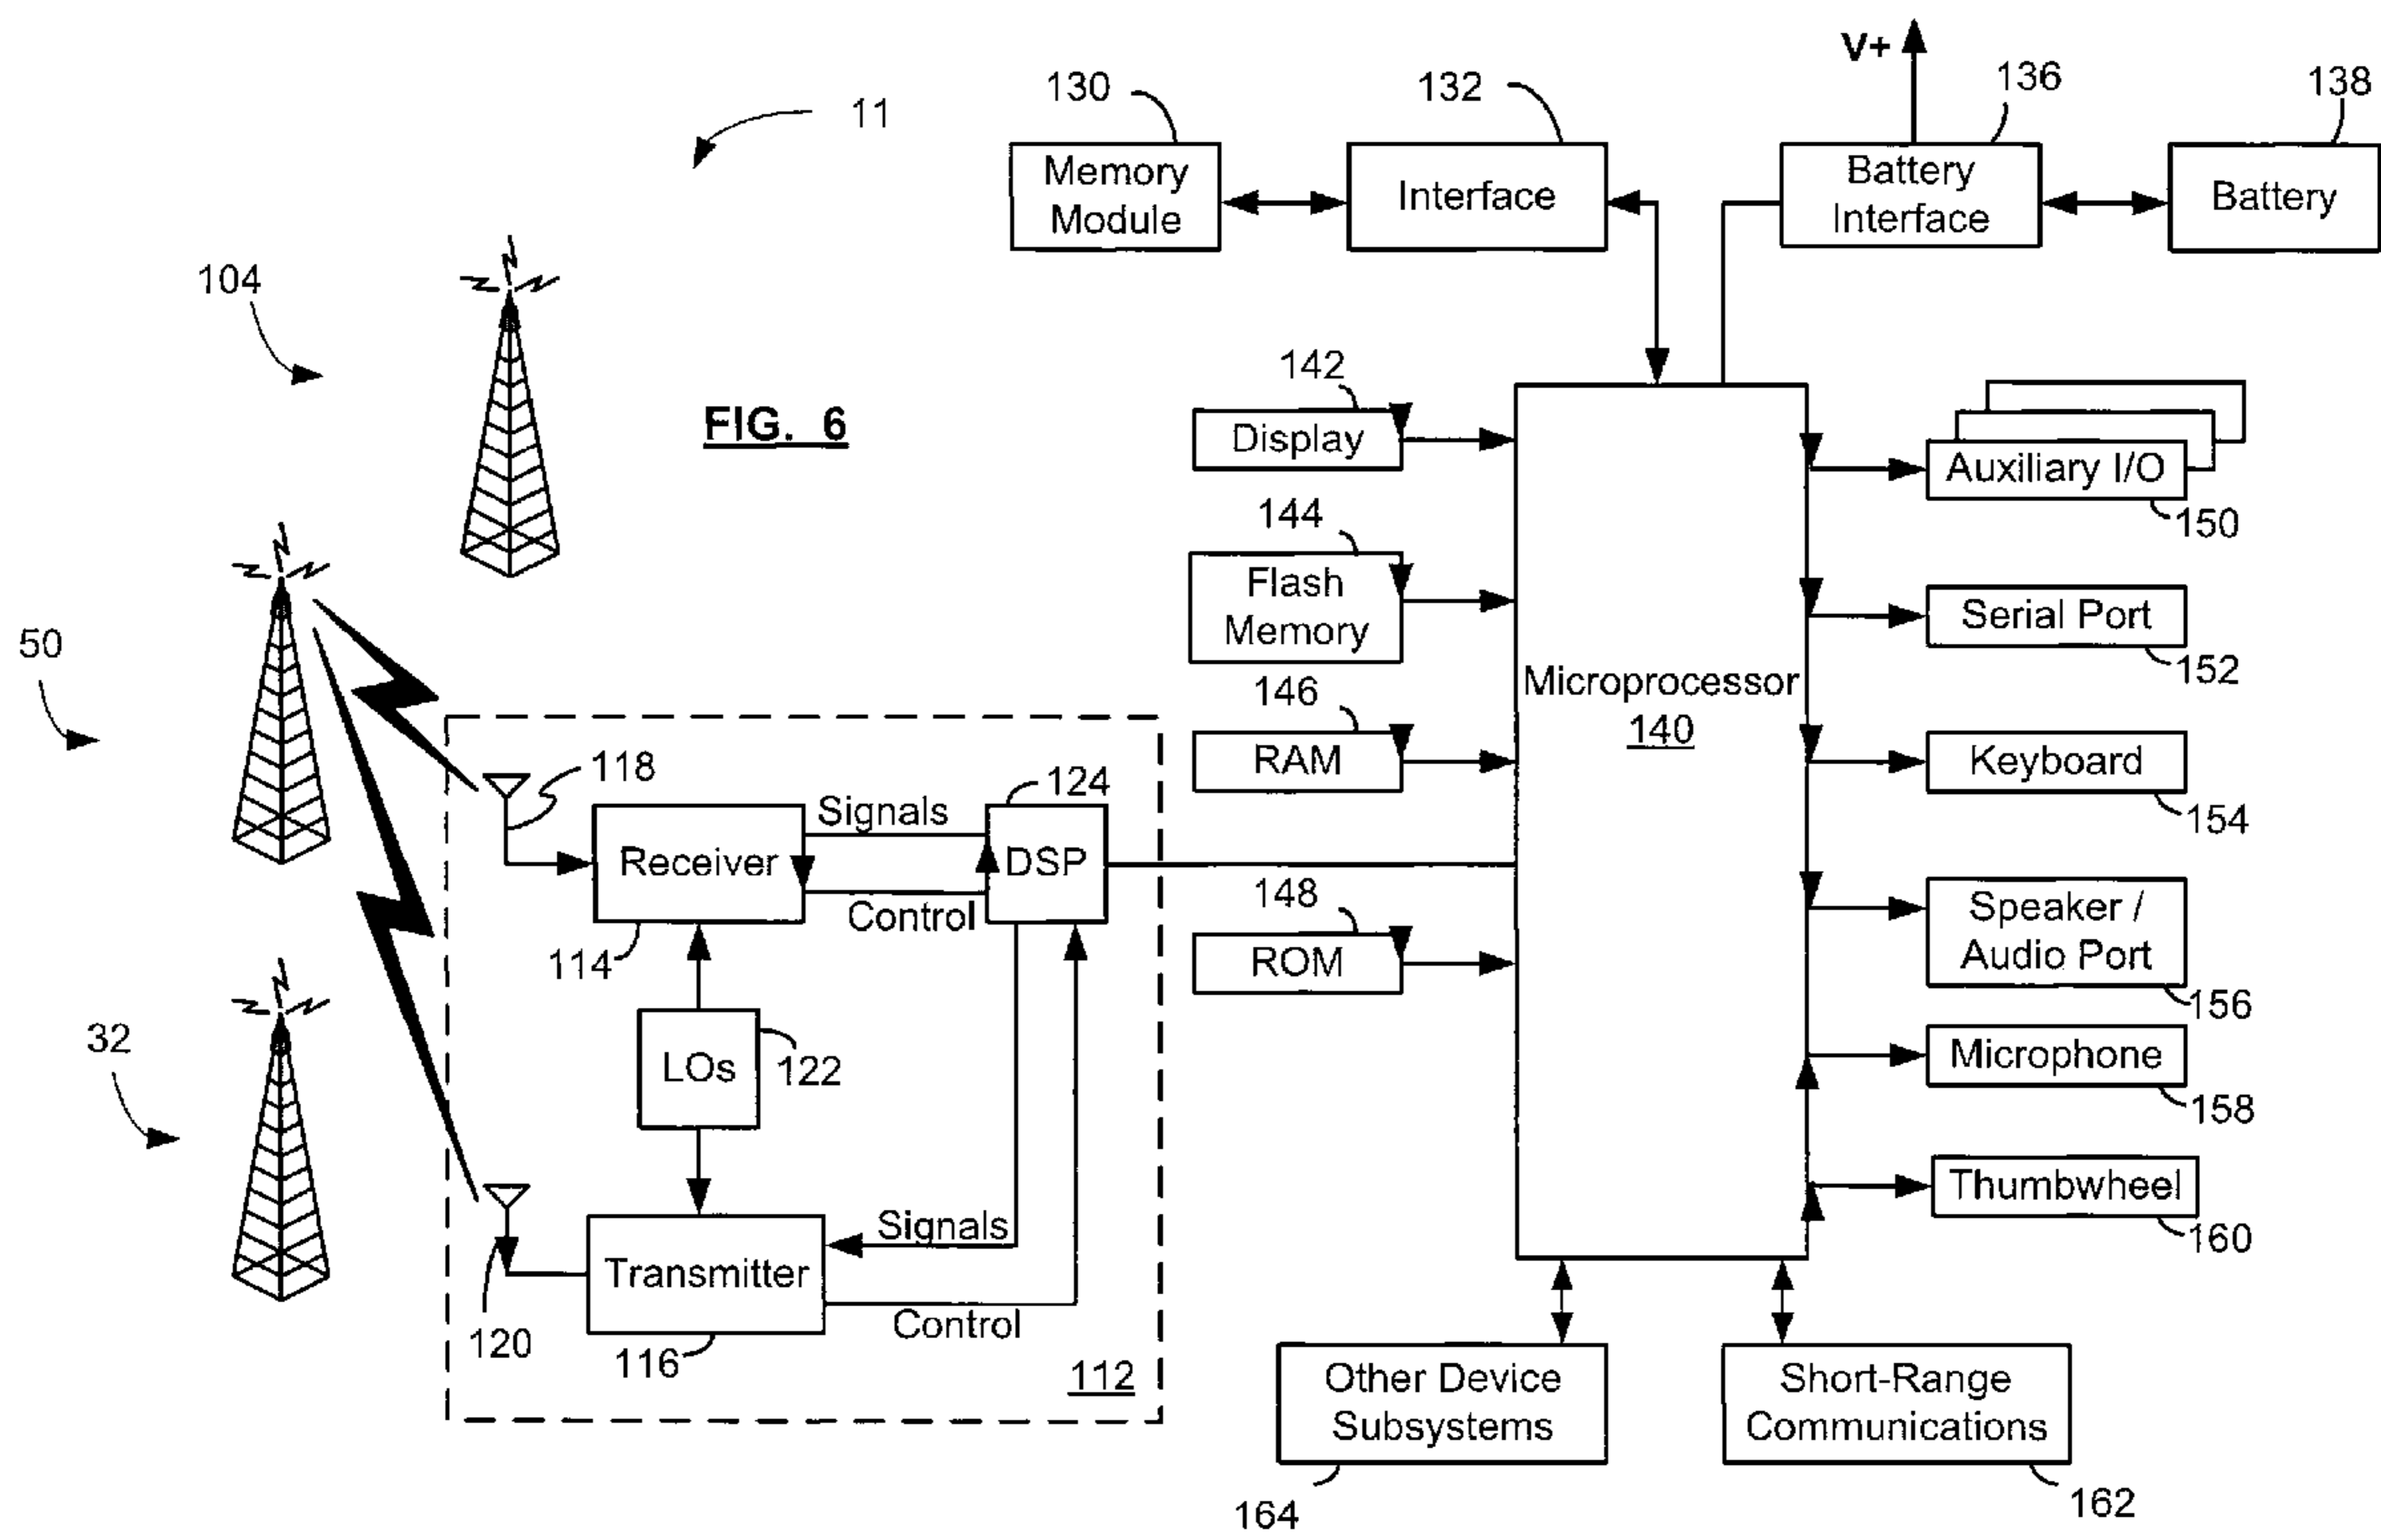 V+
130
132
136
138
11
Memory
Module
Interface
Battery
Interface
Battery
104
FIG. 6
142
Display
Auxiliary I/O
150
144
Flash
Memory
Serial Port
152
50
146
RAM
Microprocessor
140
Keyboard
154
118
124
Signals
Receiver
DSP
Control
114
148
ROM
Speaker /
Audio Port
156
32
LOs
122
Microphone
158
Signals
Transmitter
Control
120
116
112
Thumbwheel
160
Other Device
Subsystems
164
Short-Range
Communications
162